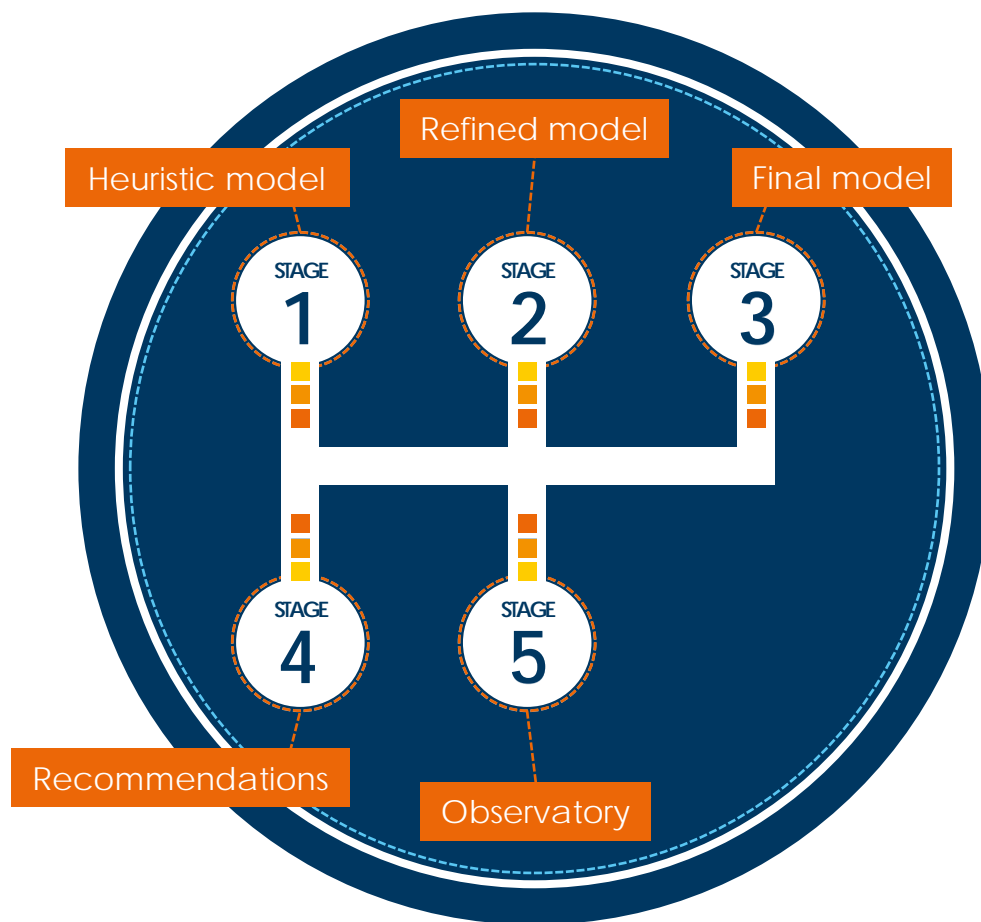 Refined model
Heuristic model
Final model
STAGE
1
STAGE
2
STAGE
3
STAGE
4
STAGE
5
Recommendations
Observatory